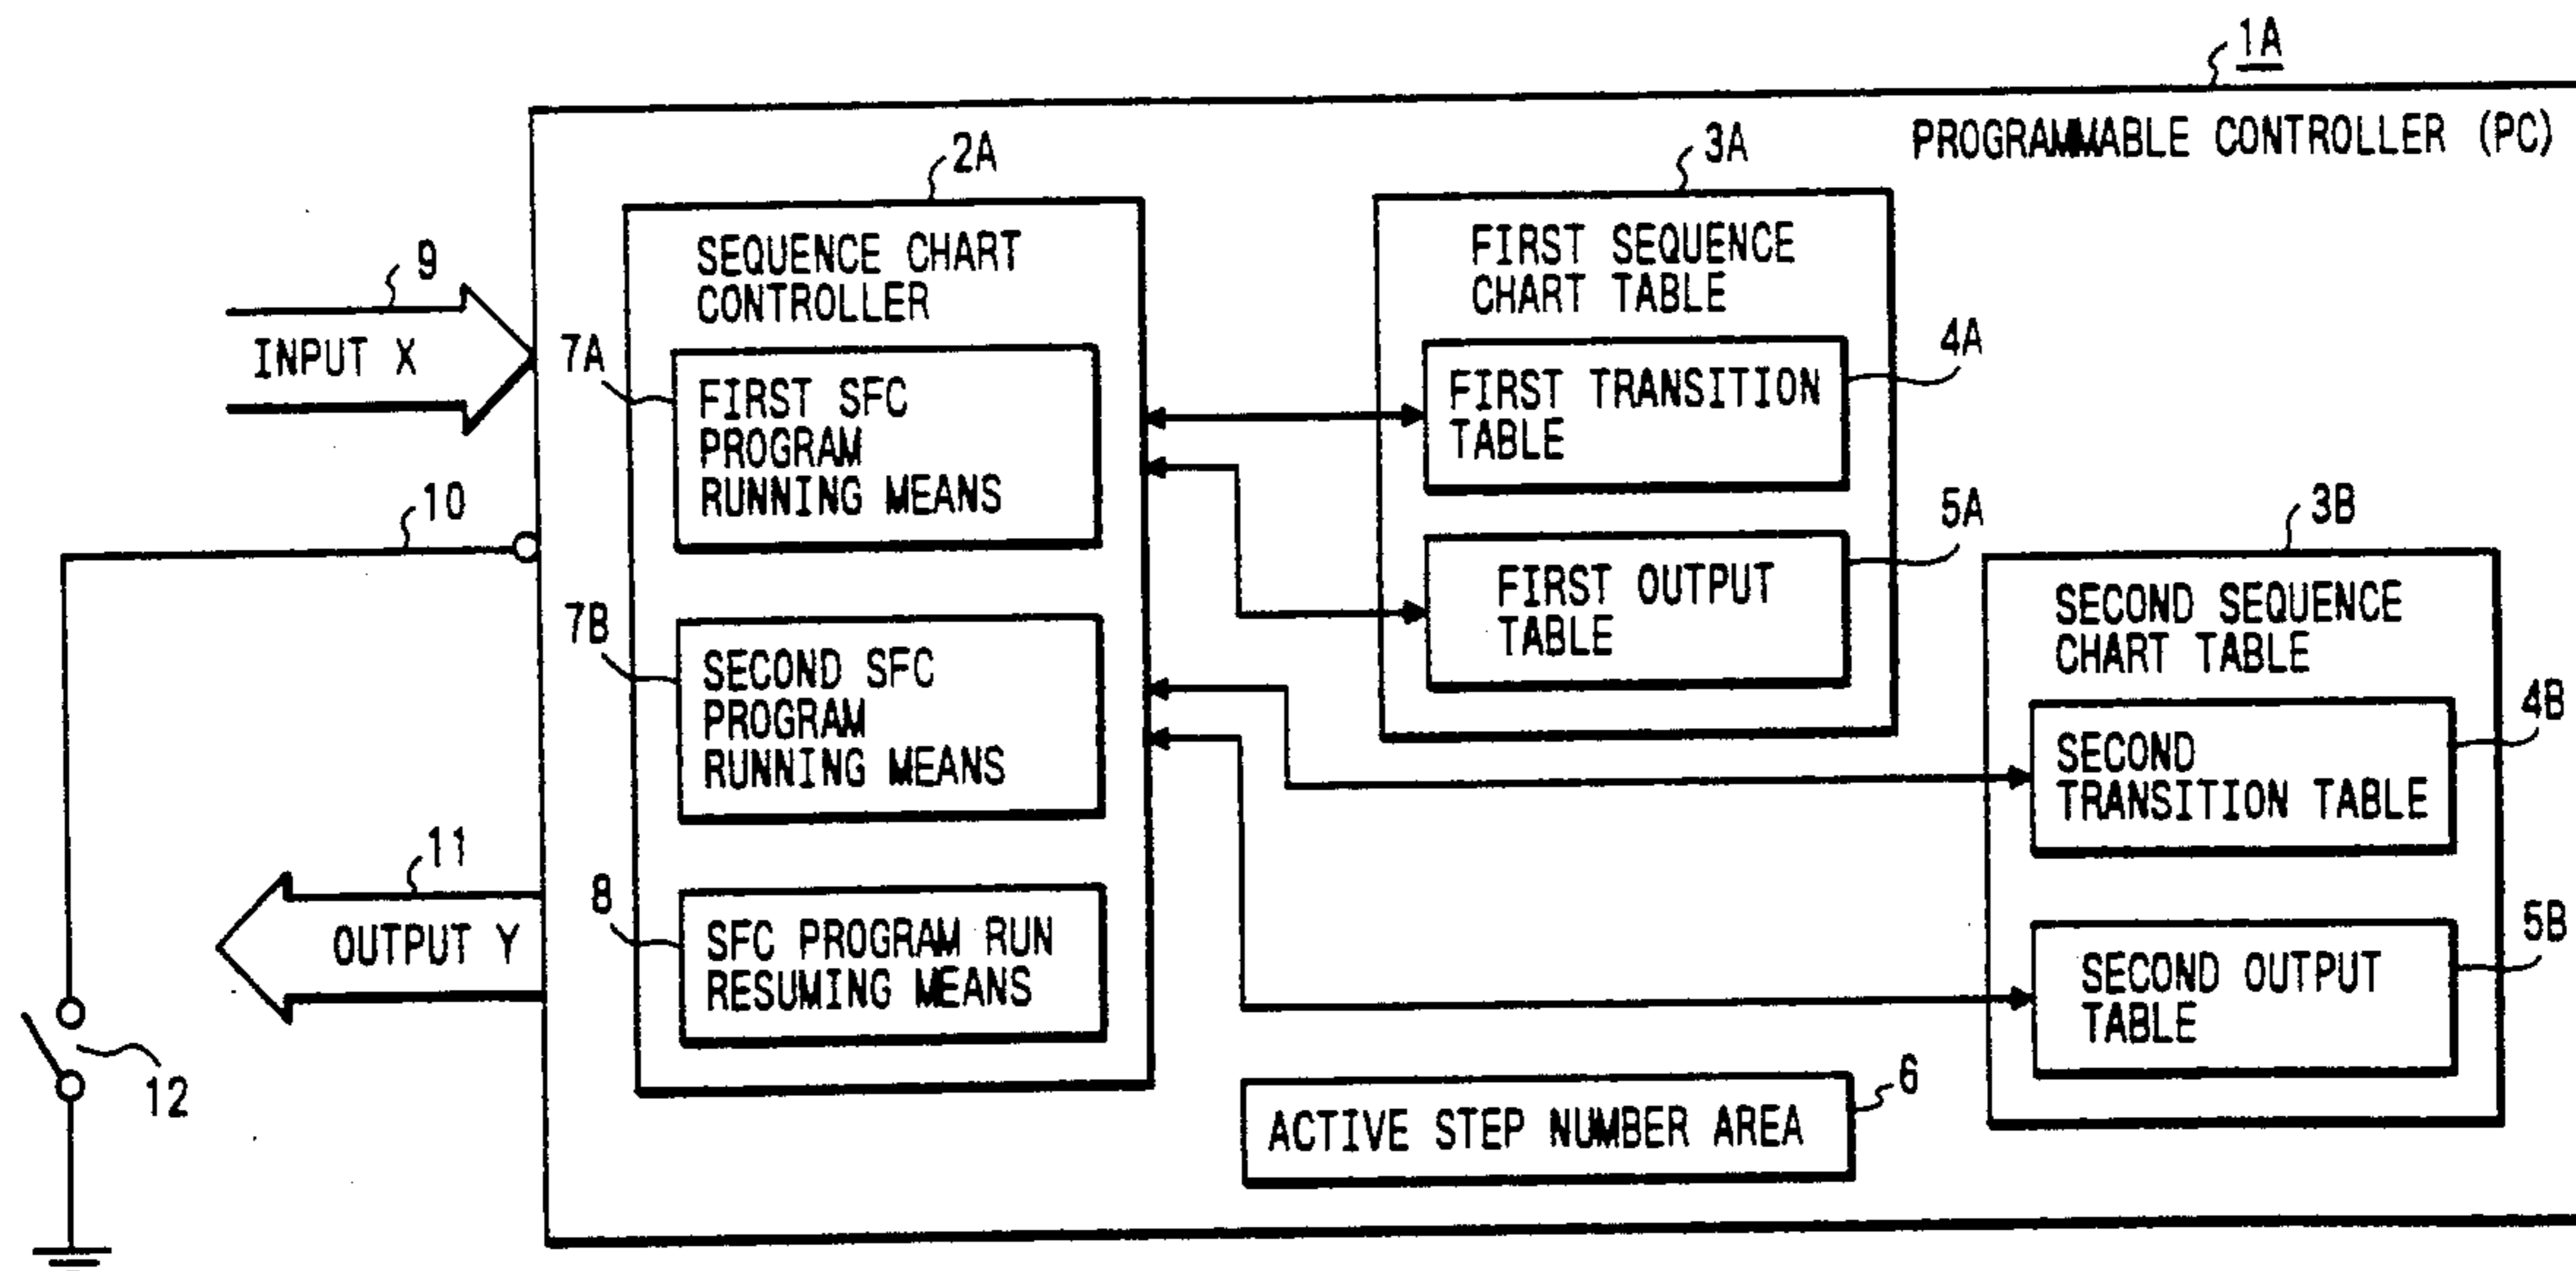 1A
PROGRAMMABLE CONTROLLER (PC)
2A
SEQUENCE CHART
CONTROLLER
7A
FIRST SFC
PROGRAM
RUNNING MEANS
7B
SECOND SFC
PROGRAM
RUNNING MEANS
8
SFC PROGRAM RUN
RESUMING MEANS
3A
FIRST SEQUENCE
CHART TABLE
4A
FIRST TRANSITION
TABLE
5A
FIRST OUTPUT
TABLE
3B
SECOND SEQUENCE
CHART TABLE
4B
SECOND
TRANSITION TABLE
5B
SECOND OUTPUT
TABLE
6
ACTIVE STEP NUMBER AREA
9
INPUT X
10
11
OUTPUT Y
12